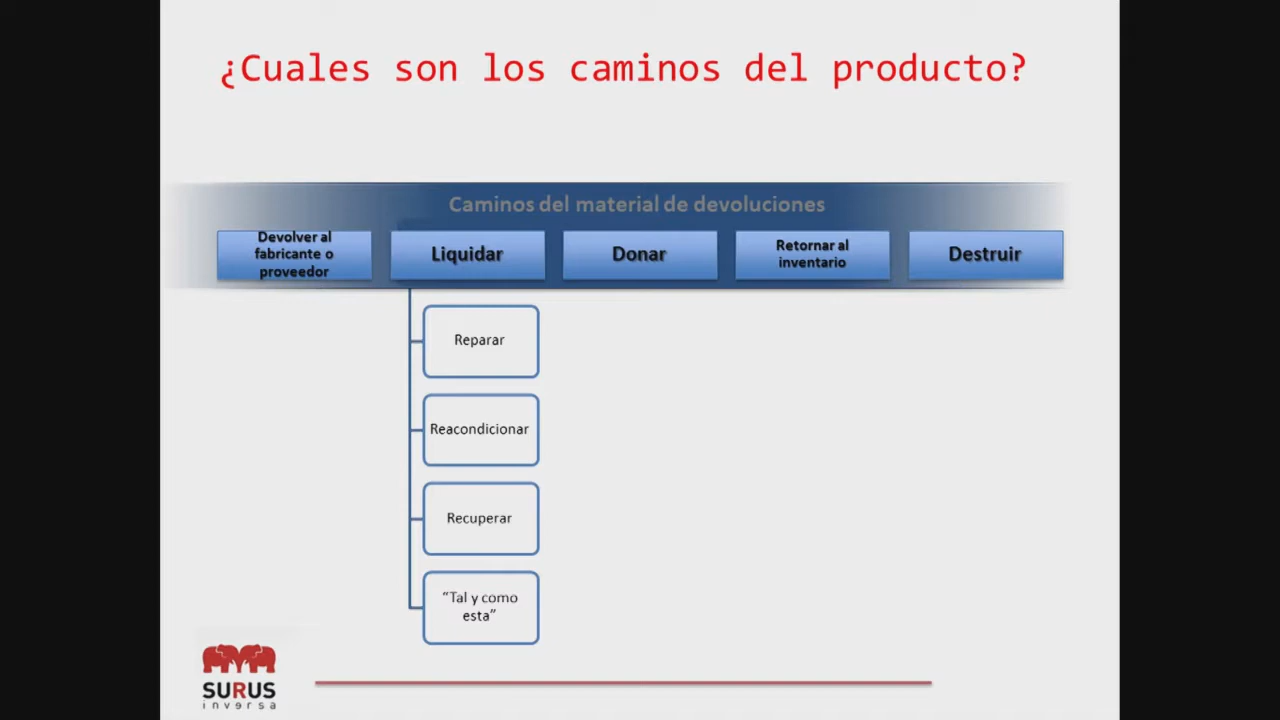 ¿Cuales son los caminos del producto?
Caminos del material de devoluciones
Devolver al
fabricante o
proveedor
Liquidar
Donar
Retornar al
inventario
Destruir
Reparar
Reacondicionar
Recuperar
“Tal y como
esta”
SURUS
inversa